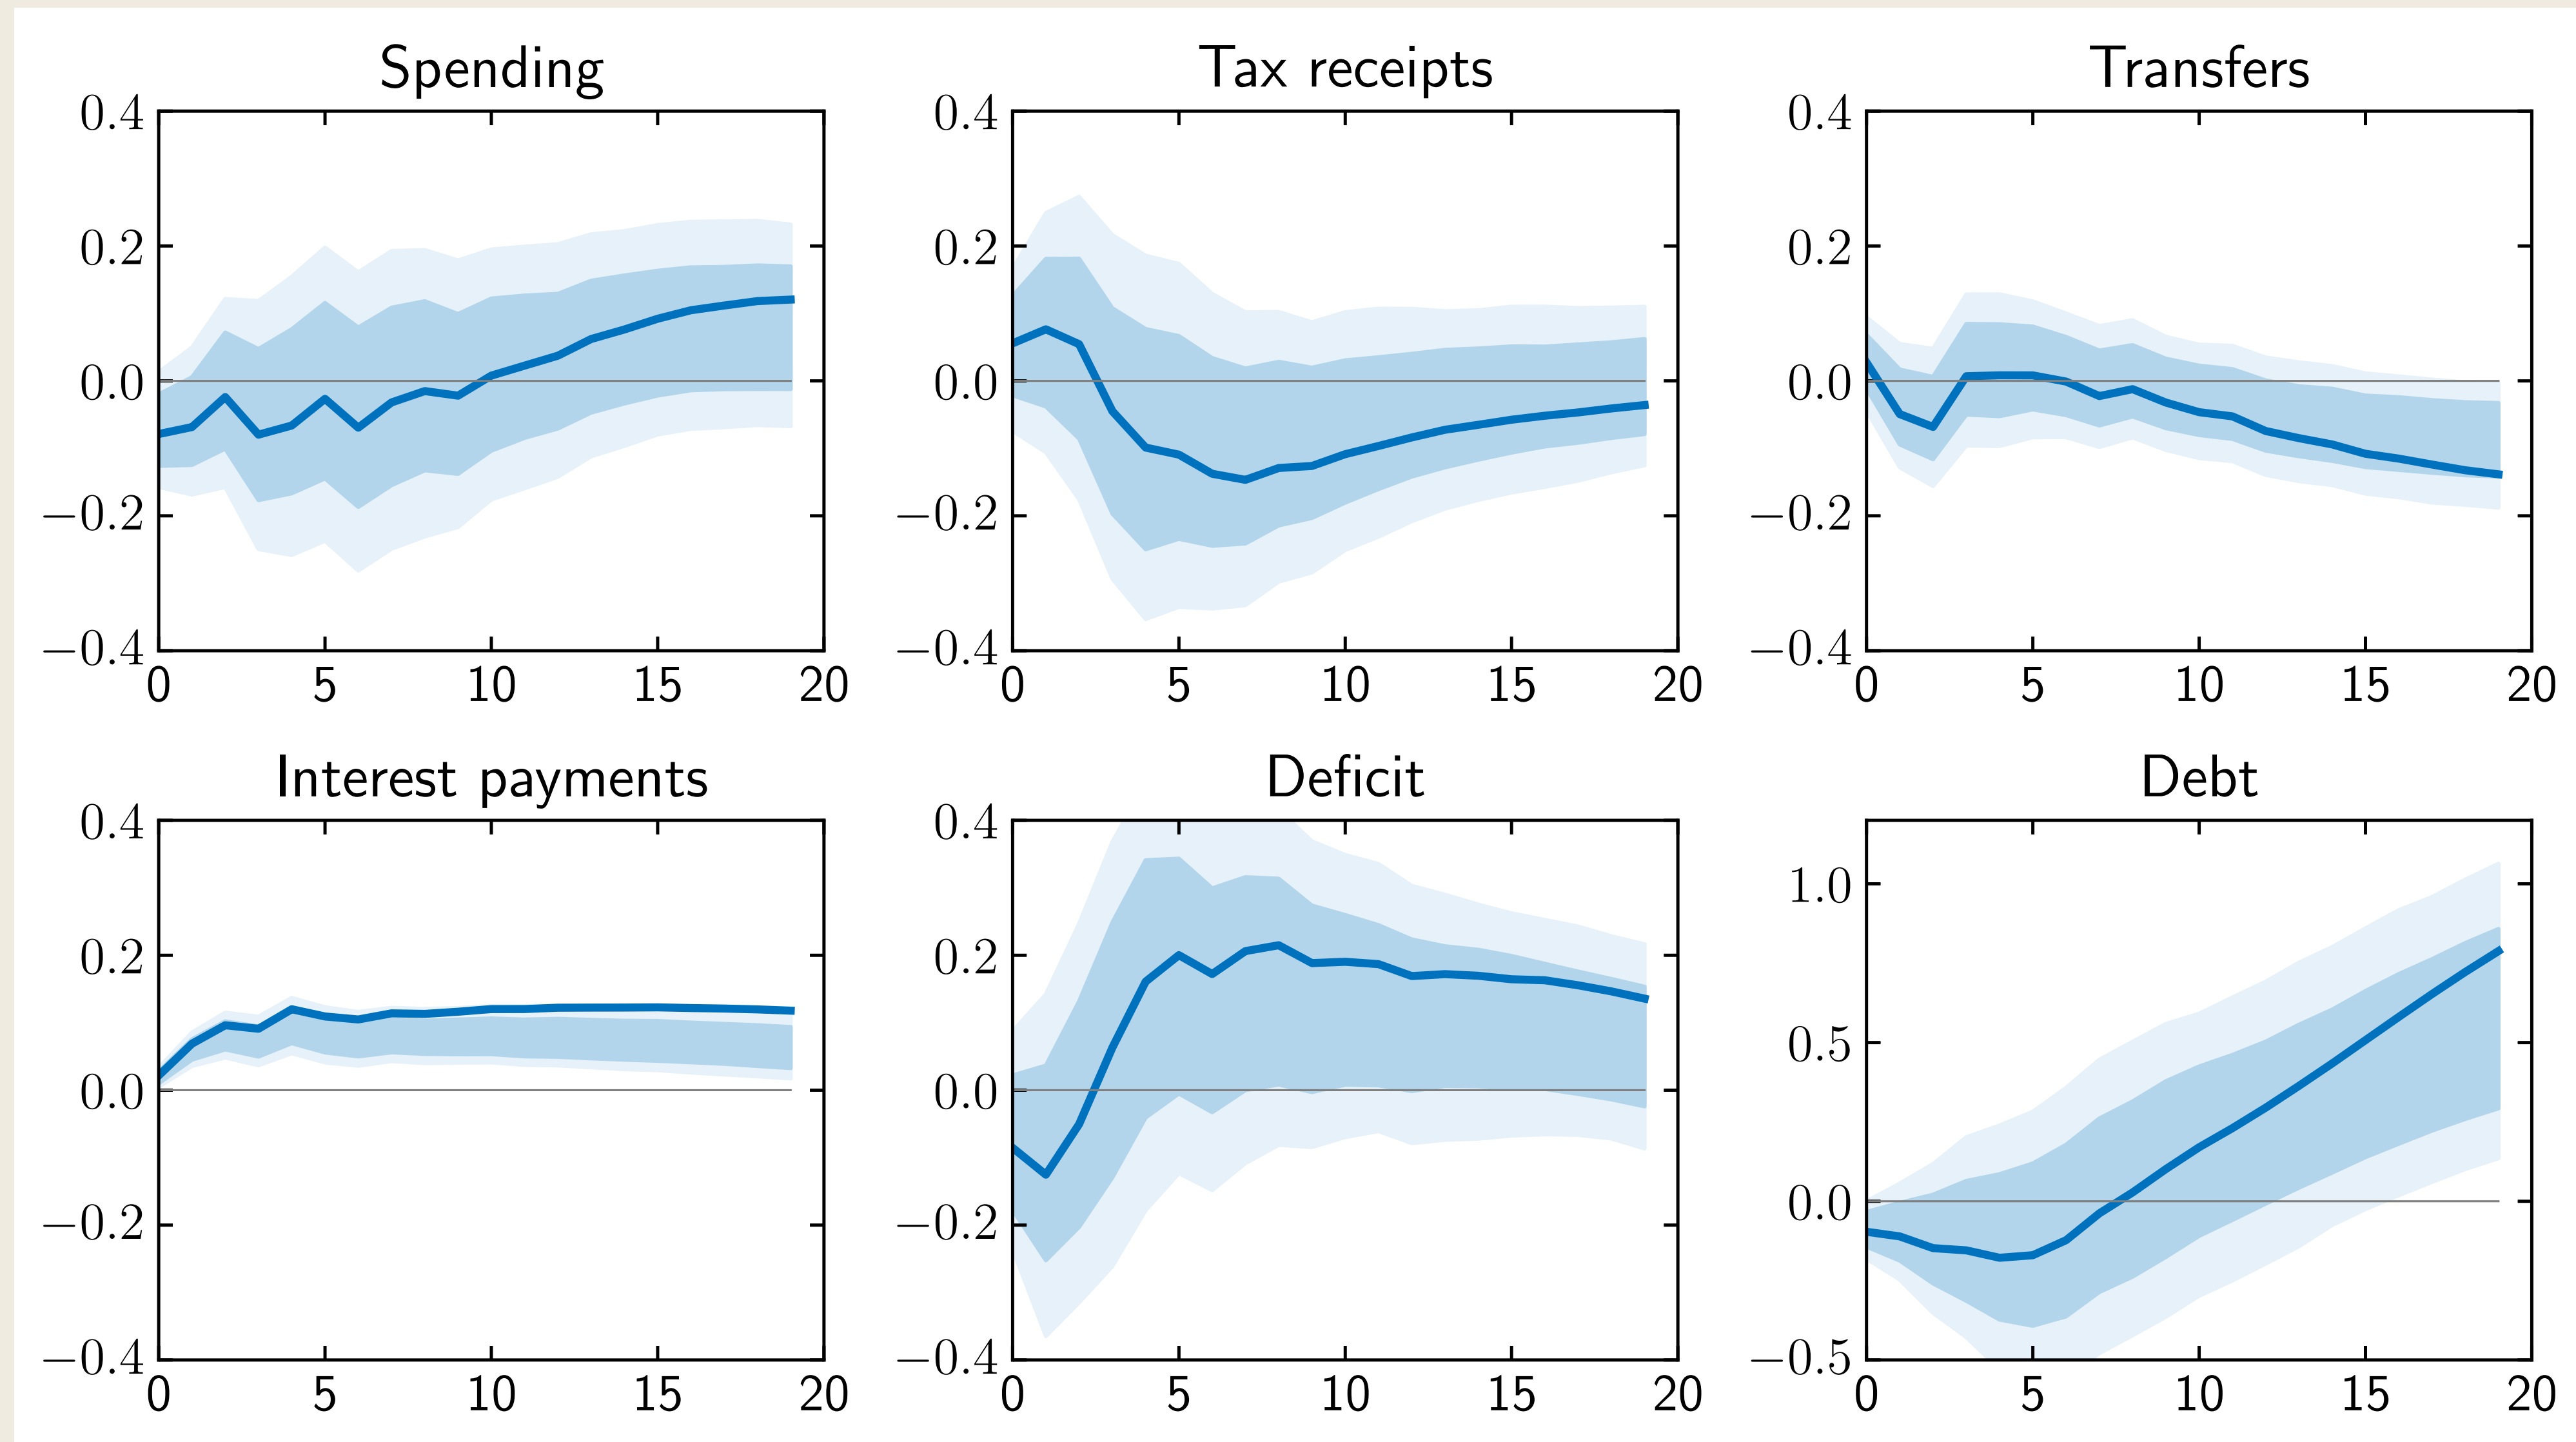 Spending Tax receipts Transfers
0.4 0.4 0.4
0.2 0.2 0.2
0.0 0.0 0.0
−0.2 −0.2 −0.2
−0.4 −0.4 −0.4
0 5 10 15 20 0 5 10 15 20 0 5 10 15 20
Interest payments Deficit Debt
0.4 0.4
1.0
0.2 0.2
0.5
0.0 0.0
0.0
−0.2 −0.2
−0.4 −0.4 −0.5
0 5 10 15 20 0 5 10 15 20 0 5 10 15 20